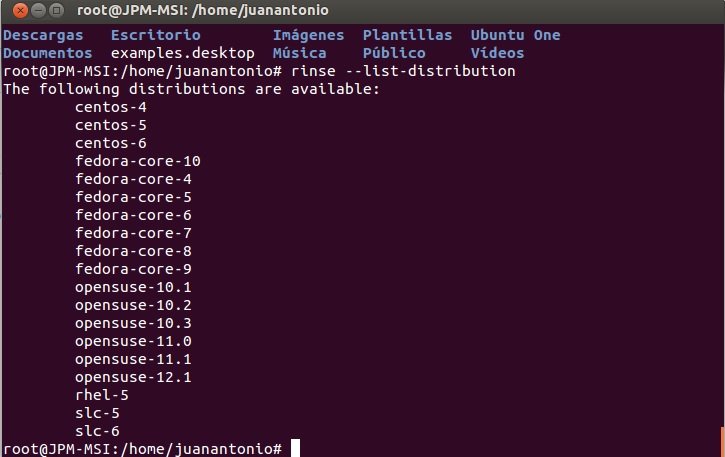 root@JPM-MSI: /home/juanantonio
Descargas Escritorio Imágenes Plantillas Ubuntu One
Documentos examples.desktop Música Público Vídeos
root@JPM-MSI:/home/juanantonio# rinse --list-distribution
The following distributions are available:
centos-4
centos-5
centos-6
fedora-core-10
fedora-core-4
fedora-core-5
fedora-core-6
fedora-core-7
fedora-core-8
fedora-core-9
opensuse-10.1
opensuse-10.2
opensuse-10.3
opensuse-11.0
opensuse-11.1
opensuse-12.1
rhel-5
slc-5
slc-6
root@JPM-MSI:/home/juanantonio#